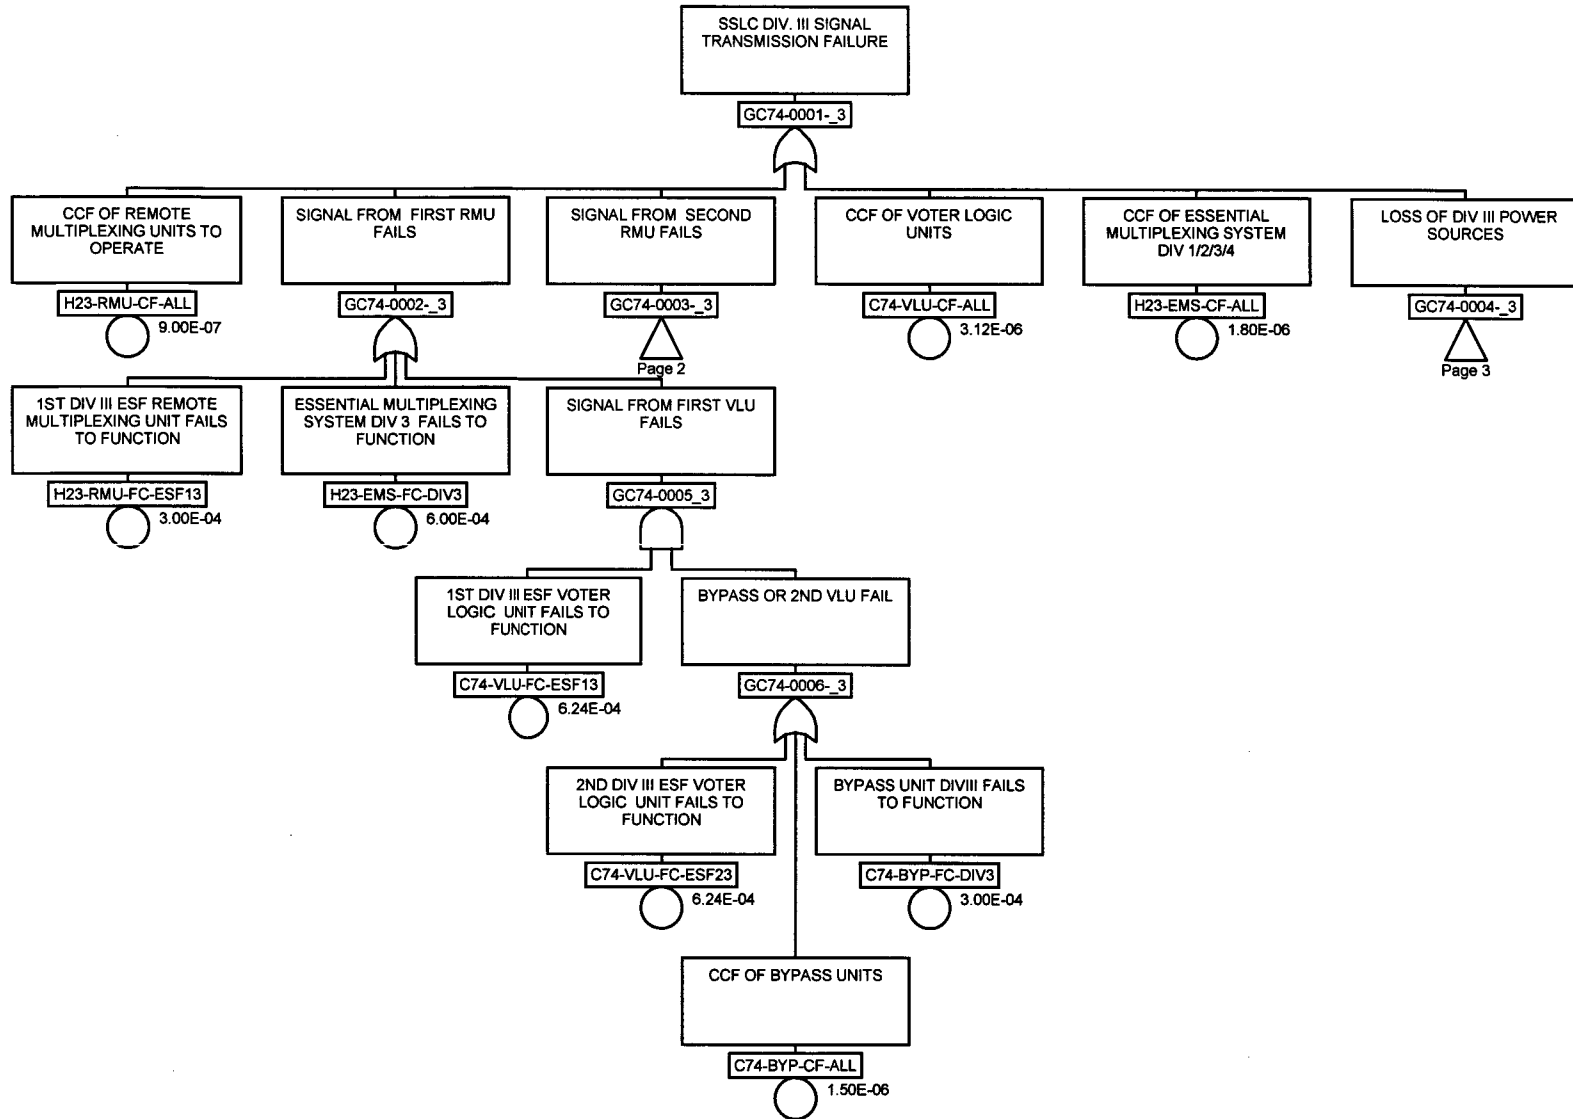 SSLC DIV. III SIGNAL
TRANSMISSION FAILURE
GC74-0001-_3
CCF OF REMOTE
MULTIPLEXING UNITS TO
OPERATE
H23-RMU-CF-ALL
9.00E-07
SIGNAL FROM FIRST RMU
FAILS
GC74-0002-_3
SIGNAL FROM SECOND
RMU FAILS
GC74-0003-_3
Page 2
CCF OF VOTER LOGIC
UNITS
C74-VLU-CF-ALL
3.12E-06
CCF OF ESSENTIAL
MULTIPLEXING SYSTEM
DIV 1/2/3/4
H23-EMS-CF-ALL
1.80E-06
LOSS OF DIV III POWER
SOURCES
GC74-0004-_3
Page 3
1ST DIV III ESF REMOTE
MULTIPLEXING UNIT FAILS
TO FUNCTION
H23-RMU-FC-ESF13
3.00E-04
ESSENTIAL MULTIPLEXING
SYSTEM DIV 3 FAILS TO
FUNCTION
H23-EMS-FC-DIV3
6.00E-04
SIGNAL FROM FIRST VLU
FAILS
GC74-0005_3
1ST DIV III ESF VOTER
LOGIC UNIT FAILS TO
FUNCTION
C74-VLU-FC-ESF13
6.24E-04
BYPASS OR 2ND VLU FAIL
GC74-0006-_3
2ND DIV III ESF VOTER
LOGIC UNIT FAILS TO
FUNCTION
C74-VLU-FC-ESF23
6.24E-04
BYPASS UNIT DIVIII FAILS
TO FUNCTION
C74-BYP-FC-DIV3
3.00E-04
CCF OF BYPASS UNITS
C74-BYP-CF-ALL
1.50E-06